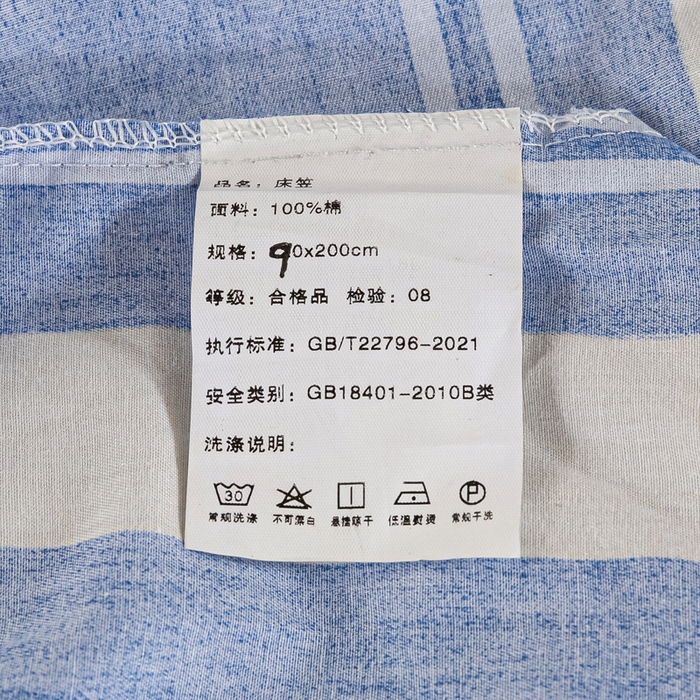 品名：床笠
面料：100%棉
规格：90x200cm
等级：合格品 检验：08
执行标准：GB/T22796-2021
安全类别：GB18401-2010B类
洗涤说明：
30 P
常规洗涤 不可漂白 悬挂晾干 低温熨烫 常规干洗